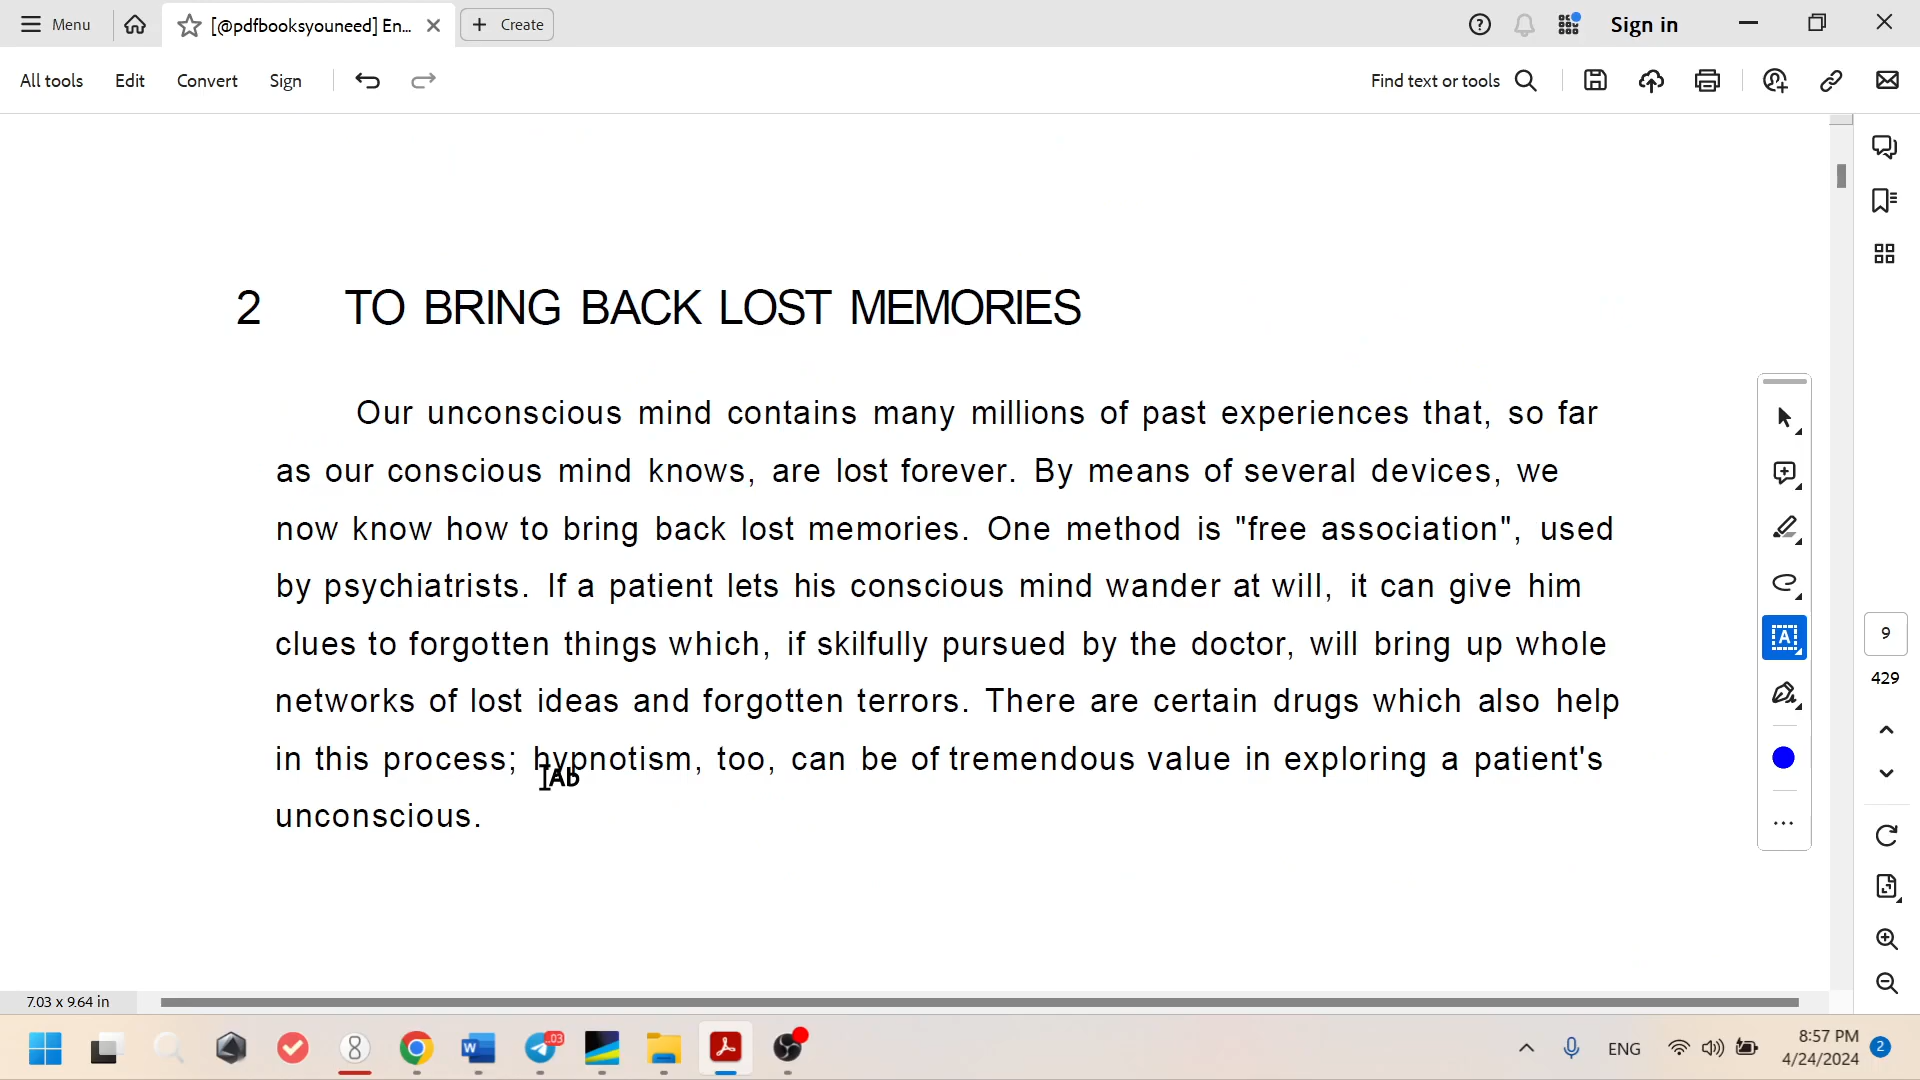 Menu
[@pdfbooksyouneed] En...
Create
Sign in
All tools
Edit
Convert
Sign
Find text or tools
2 TO BRING BACK LOST MEMORIES
Our unconscious mind contains many millions of past experiences that, so far
as our conscious mind knows, are lost forever. By means of several devices, we
now know how to bring back lost memories. One method is "free association", used
by psychiatrists. If a patient lets his conscious mind wander at will, it can give him
clues to forgotten things which, if skilfully pursued by the doctor, will bring up whole
networks of lost ideas and forgotten terrors. There are certain drugs which also help
in this process; hypnotism, too, can be of tremendous value in exploring a patient's
unconscious.
Ab
A
9
429
7.03 x 9.64 in
W
03
ENG
8:57 PM
4/24/2024
2